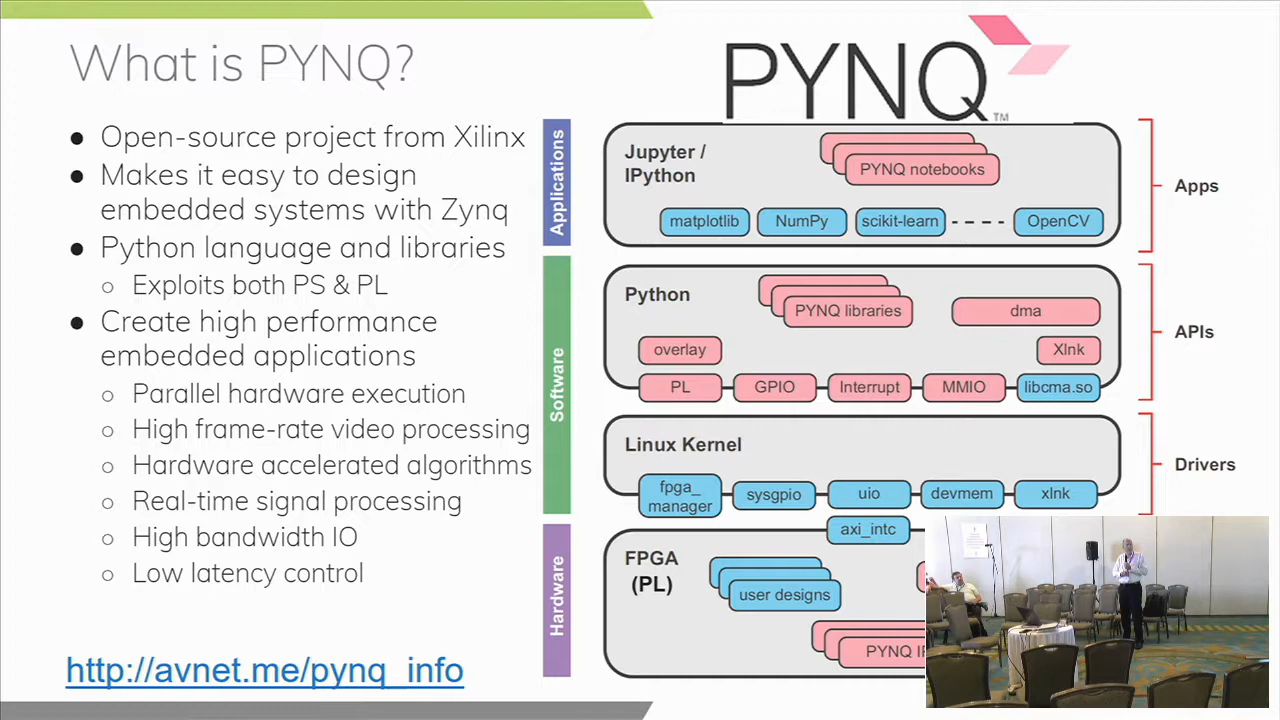 What is PYNQ?
PYNQ™
● Open-source project from Xilinx
● Makes it easy to design
embedded systems with Zynq
● Python language and libraries
○ Exploits both PS & PL
● Create high performance
embedded applications
○ Parallel hardware execution
○ High frame-rate video processing
○ Hardware accelerated algorithms
○ Real-time signal processing
○ High bandwidth IO
○ Low latency control
http://avnet.me/pynq_info
Applications
Jupyter /
IPython
PYNQ notebooks
matplotlib NumPy scikit-learn OpenCV
Apps
Software
Python
PYNQ libraries
dma
overlay Xlnk
PL GPIO Interrupt MMIO libcma.so
APIs
Linux Kernel
fpga_
manager
sysgpio uio devmem xlnk
Drivers
axi_intc
Hardware
FPGA
(PL)
user designs
PYNQ